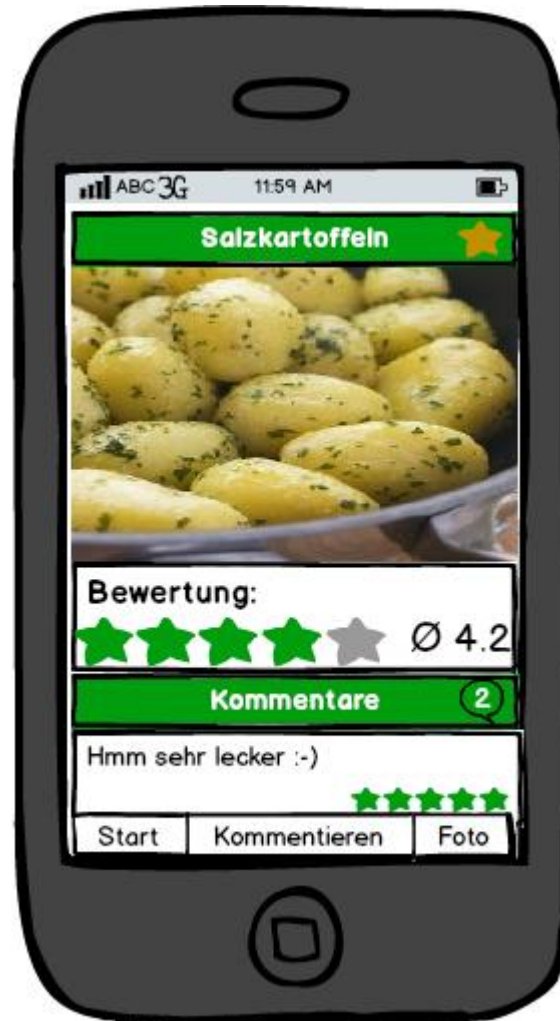 ABC 3G 11:59 AM
Salzkartoffeln
Bewertung:
Ø 4.2
Kommentare 2
Hmm sehr lecker :-)
Start Kommentieren Foto